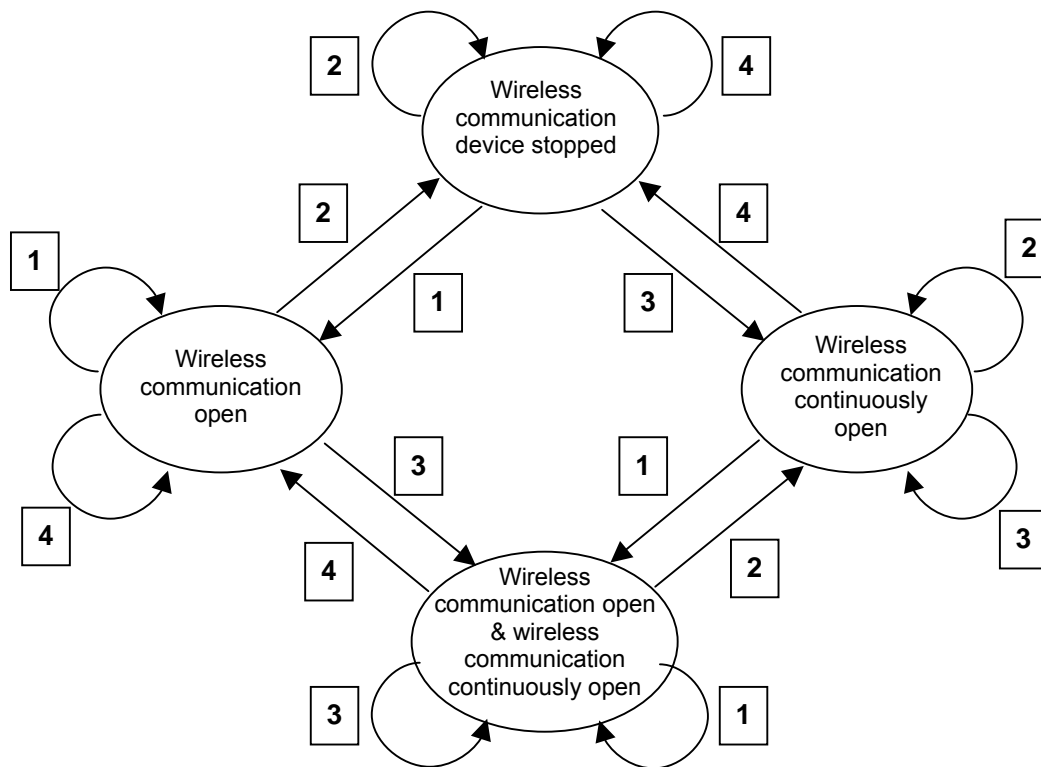 2
4
Wireless
communication
device stopped
2
4
1
2
1
3
Wireless
communication
open
Wireless
communication
continuously
open
3
1
4
2
4
3
Wireless
communication open
& wireless
communication
continuously open
3
1